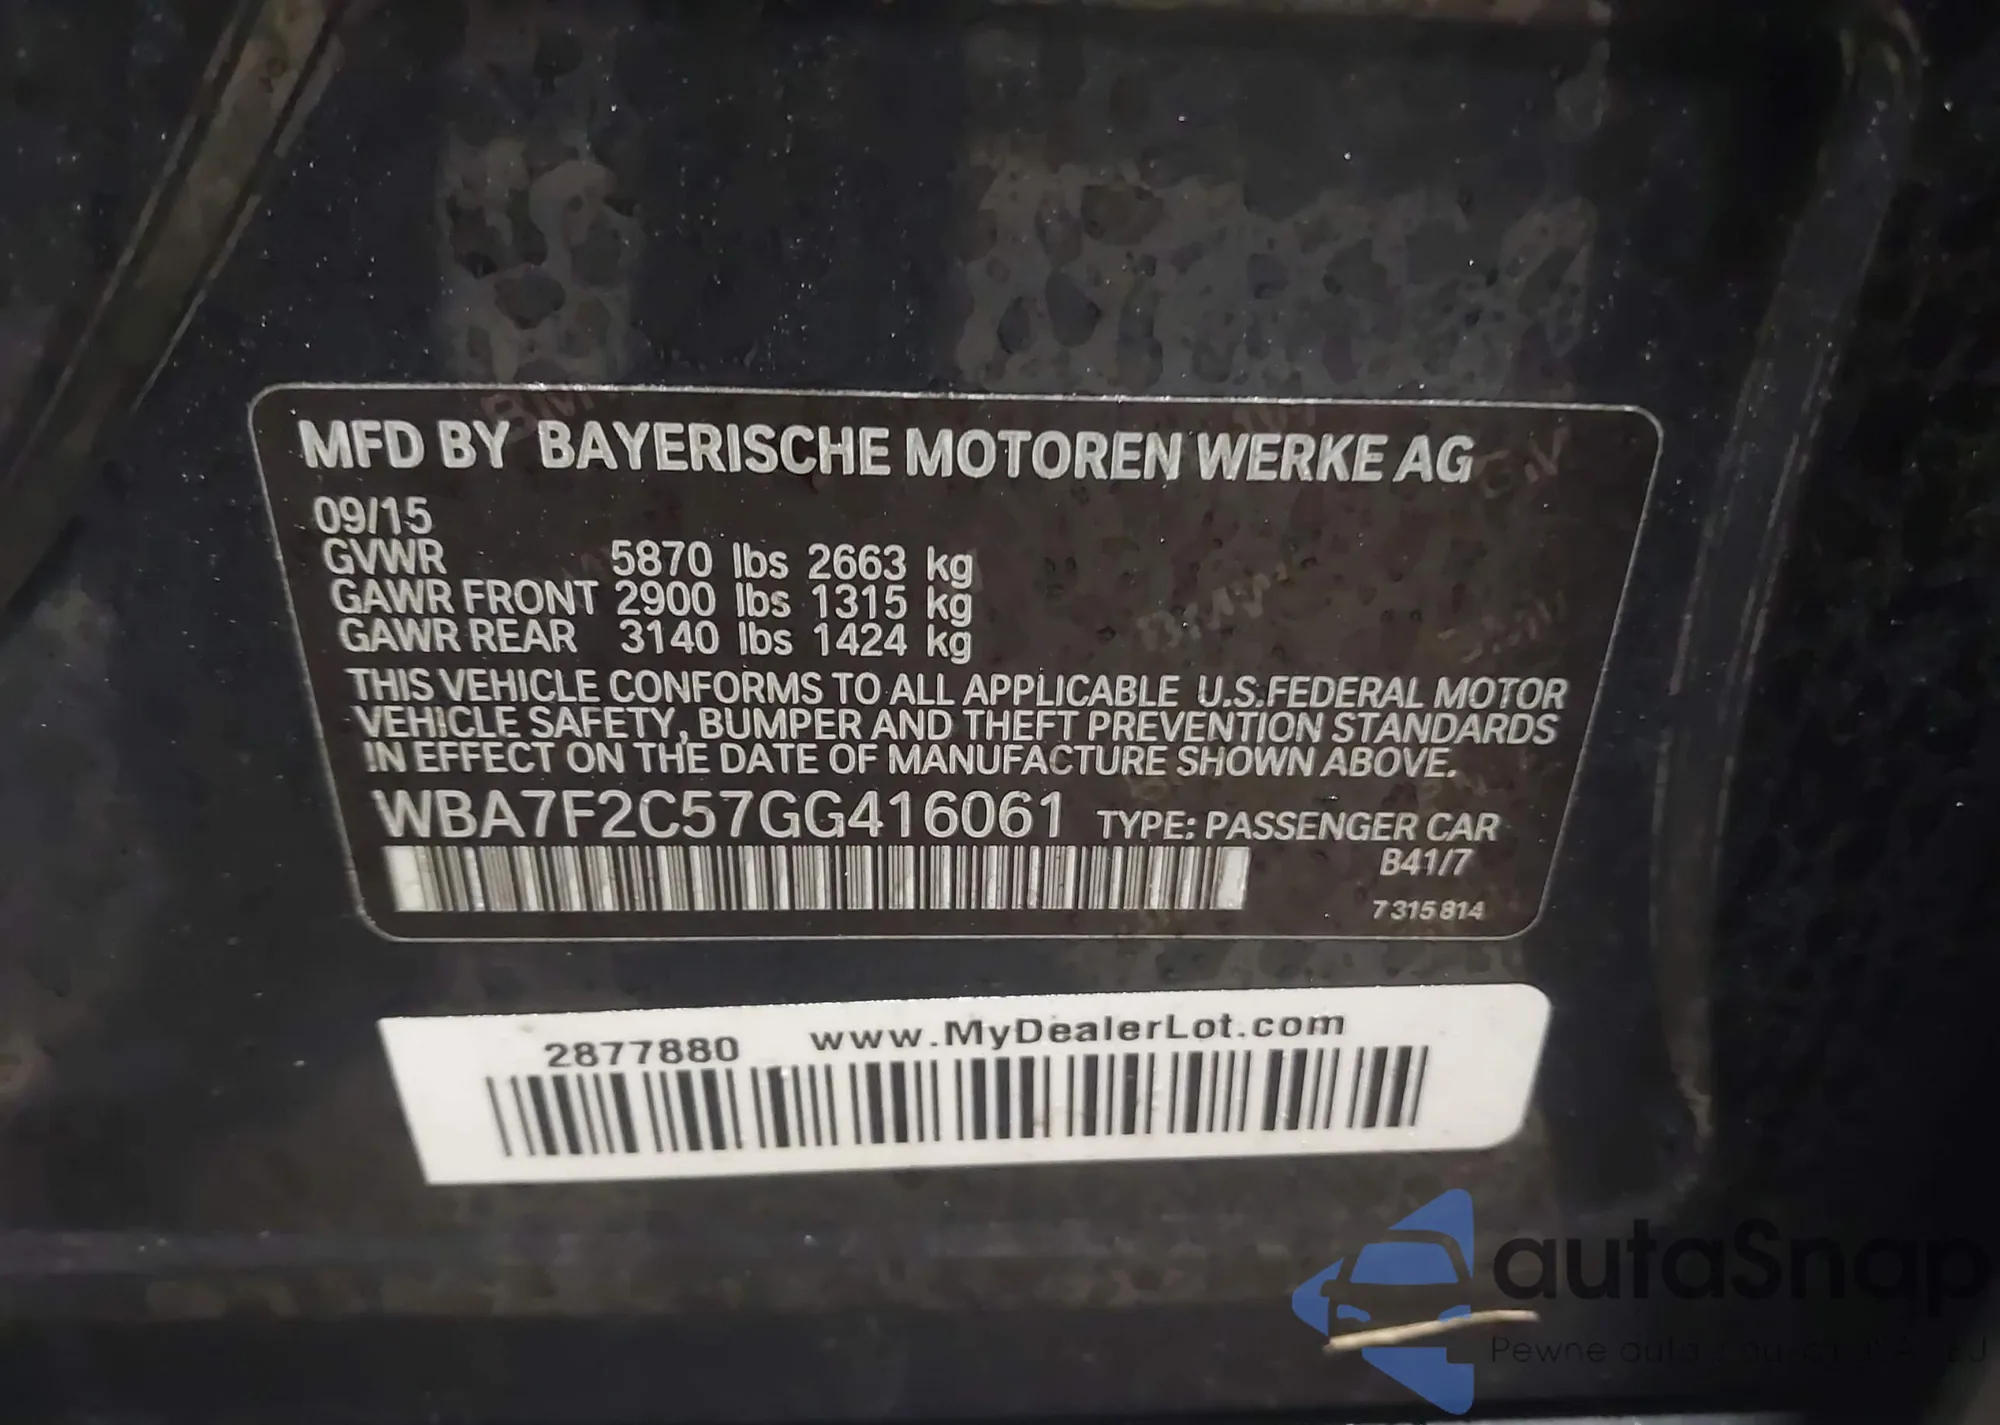 MFD BY BAYERISCHE MOTOREN WERKE AG
09/15
GVWR 5870 lbs 2663 kg
GAWR FRONT 2900 lbs 1315 kg
GAWR REAR 3140 lbs 1424 kg
THIS VEHICLE CONFORMS TO ALL APPLICABLE U.S.FEDERAL MOTOR
VEHICLE SAFETY, BUMPER AND THEFT PREVENTION STANDARDS
IN EFFECT ON THE DATE OF MANUFACTURE SHOWN ABOVE.
WBA7F2C57GG416061 TYPE: PASSENGER CAR
B41/7
7 315 814
2877880 www.MyDealerLot.com
autaSnap
Pewne auto